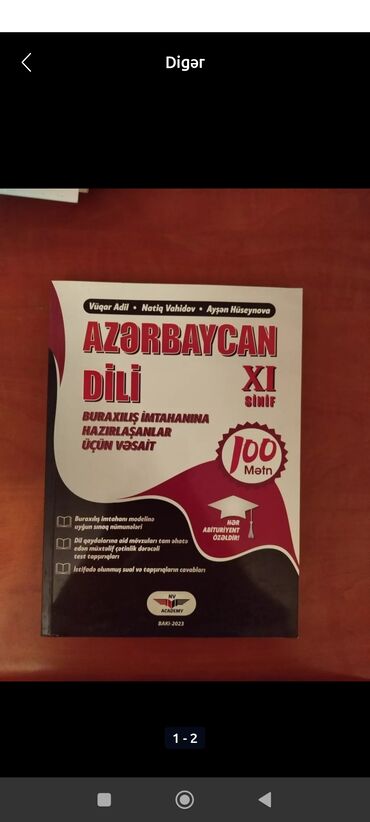 Digər
Vüqar Adil • Natiq Vahidov • Ayşən Hüseynova
AZƏRBAYCAN
DİLİ
XI
SİNİF
BURAXILIŞ İMTAHANINA
HAZIRLAŞANLAR
ÜÇÜN VƏSAİT
100
Mətn
HƏR
ABİTURİYENT
ÖZƏLDİR!
Buraxılış imtahanı modelinə
uyğun sınaq nümunələri
Dil qaydalarına aid mövzuları tam əhatə
edən müxtəlif çətinlik dərəcəli
test tapşırıqları
İstifadə olunmuş sual və tapşırıqların cavabları
NV
ACADEMY
BAKI-2023
1 - 2